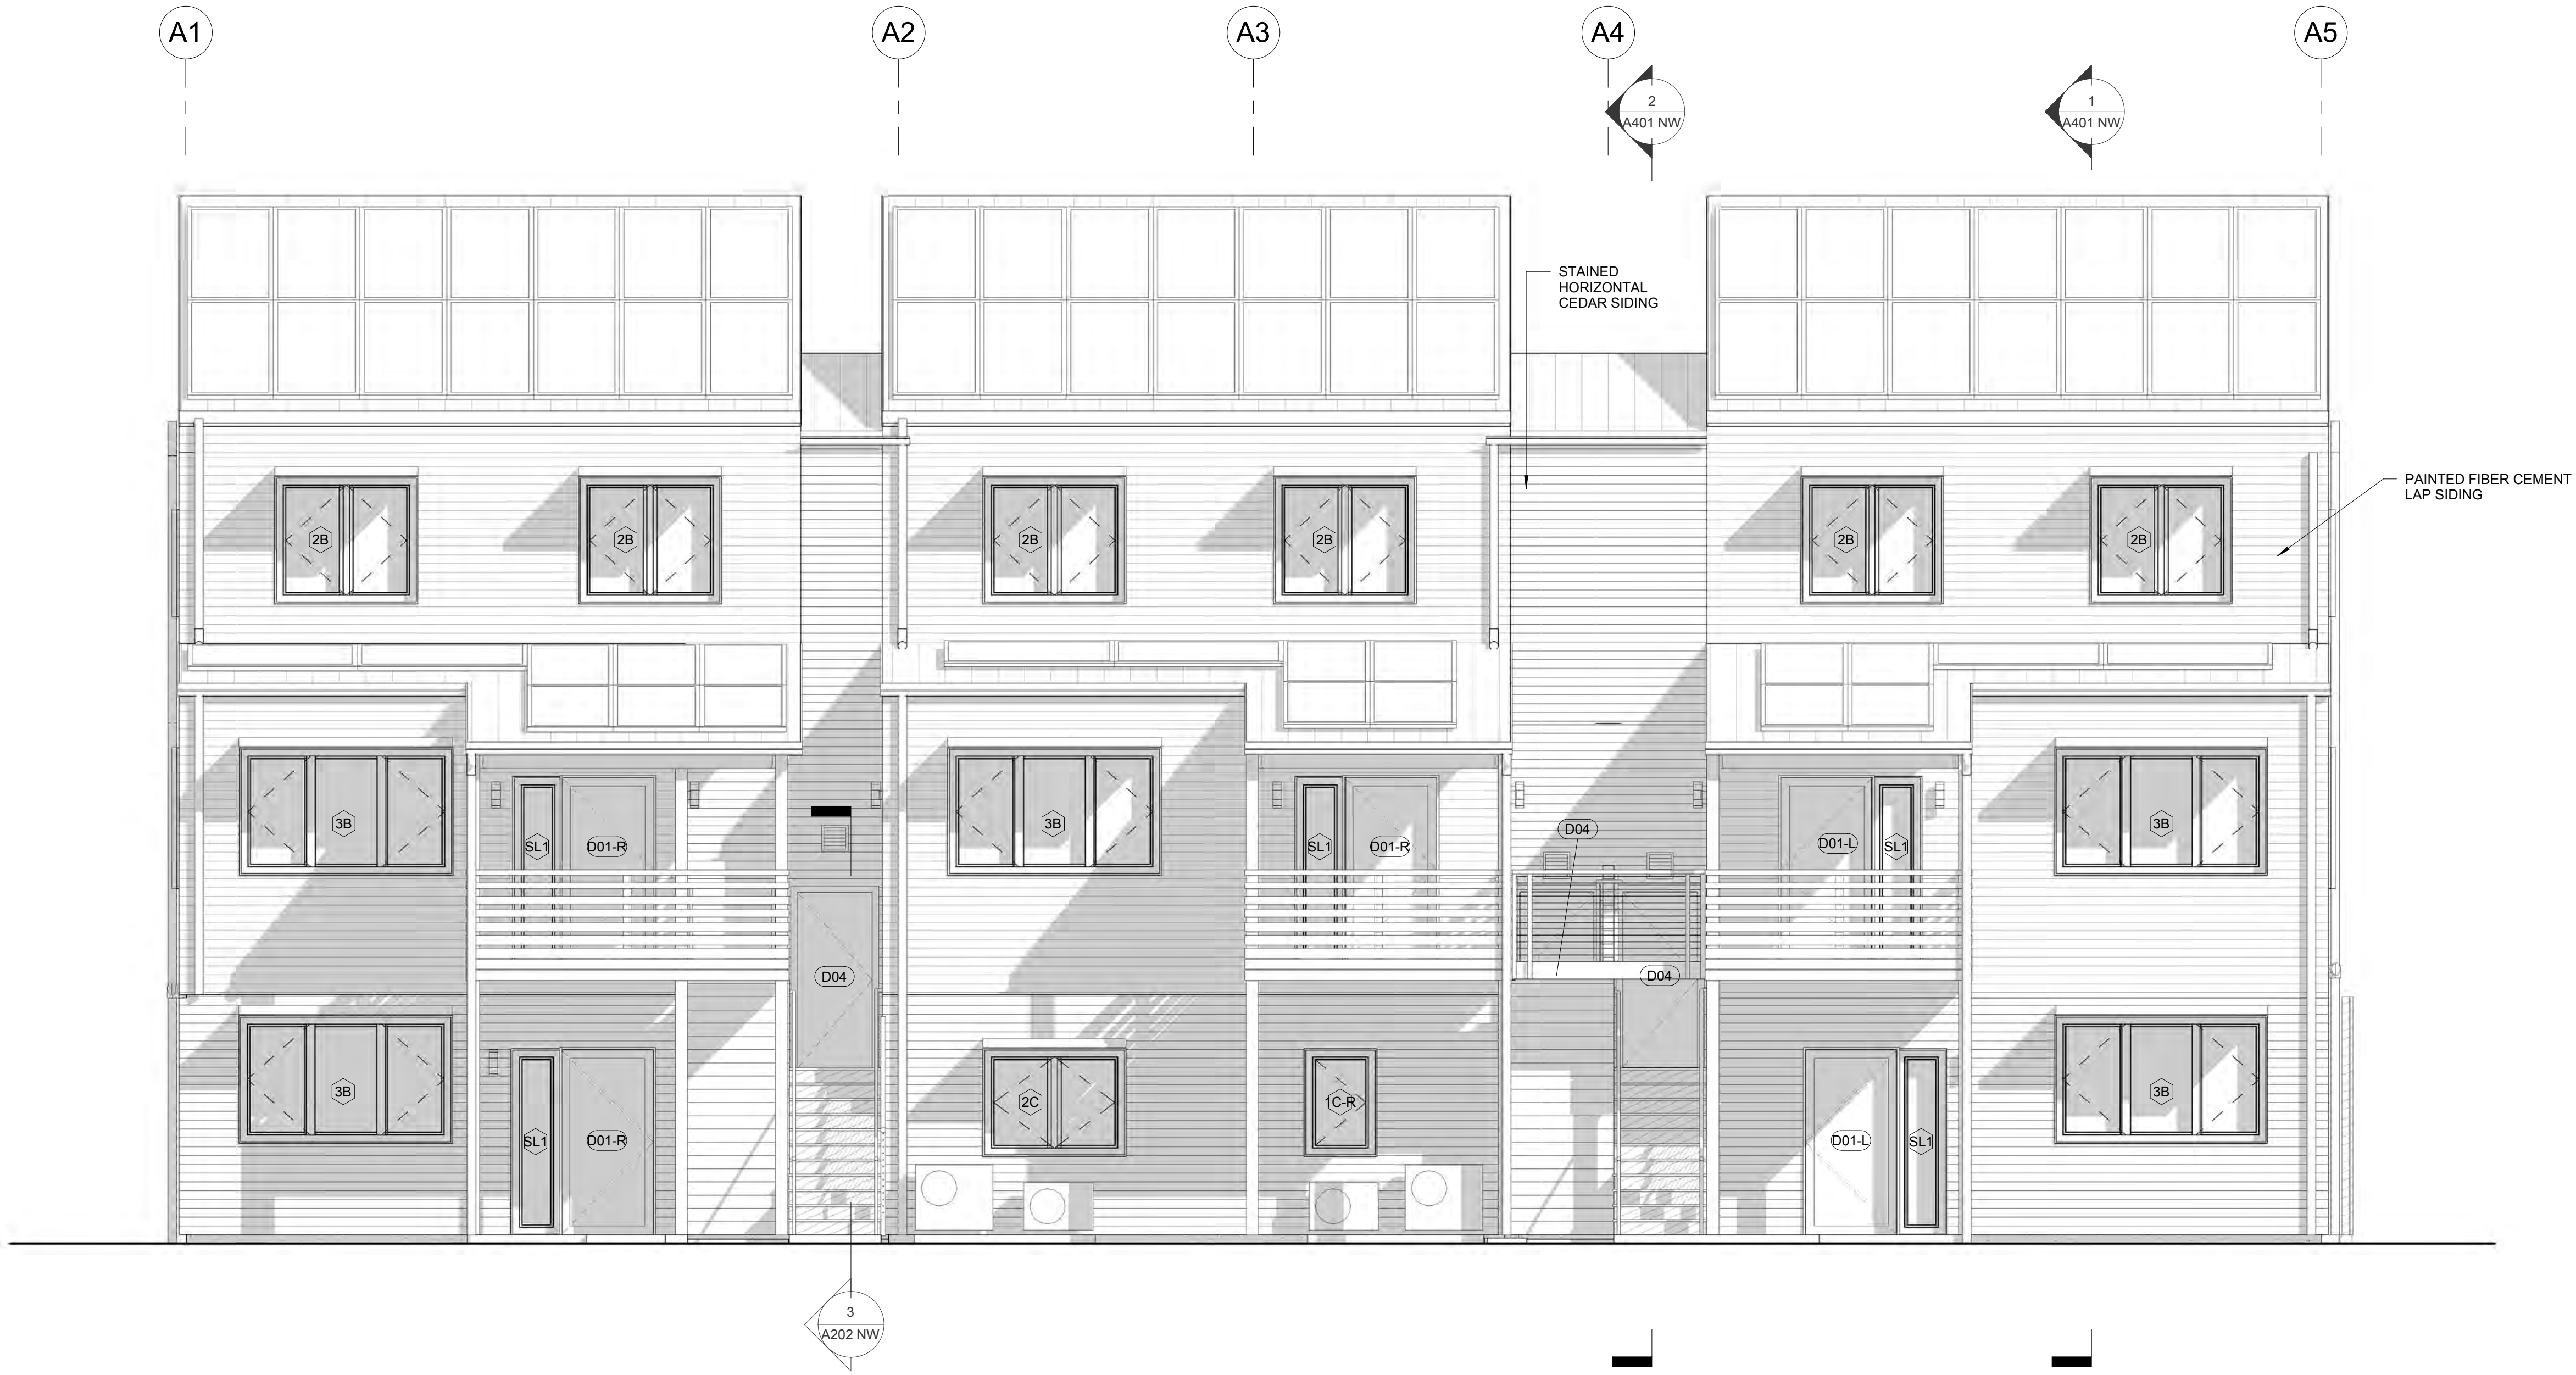 A1
A2
A3
A4
A5
2
A401 NW
1
A401 NW
STAINED
HORIZONTAL
CEDAR SIDING
PAINTED FIBER CEMENT
LAP SIDING
2B
2B
2B
2B
2B
2B
3B
SL1
D01-R
3B
SL1
D01-R
D04
D01-L
SL1
3B
D04
D04
3B
SL1
D01-R
2C
1C-R
D01-L
SL1
3B
3
A202 NW